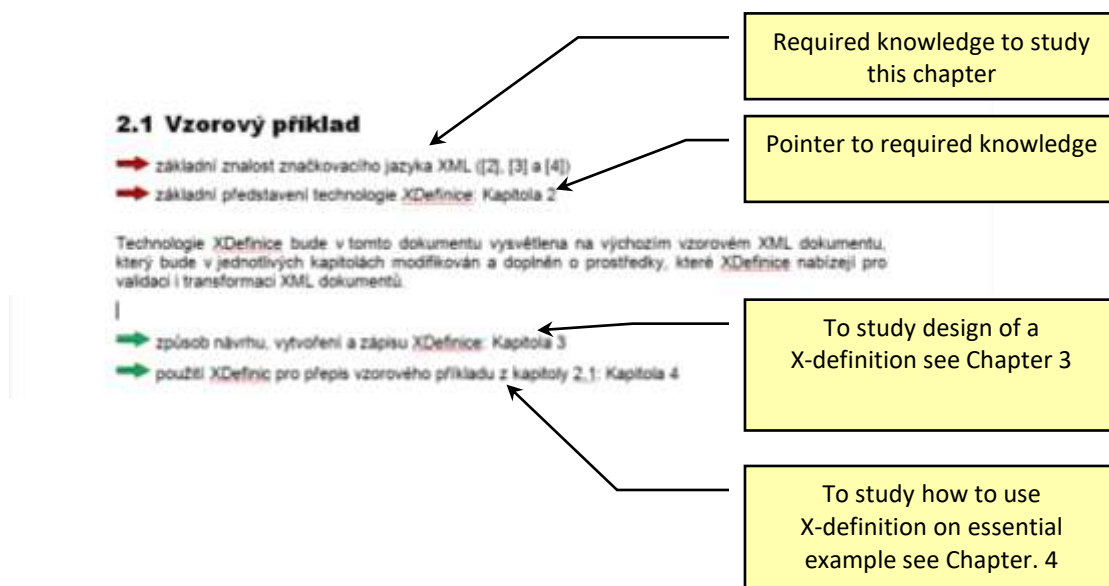 Required knowledge to study
this chapter
2.1 Vzorový příklad
Pointer to required knowledge
základní znalost značkovacího jazyka XML ([2], [3] a [4])
základní představení technologie XDefinice: Kapitola 2
Technologie XDefinice bude v tomto dokumentu vysvětlena na výchozím vzorovém XML dokumentu,
který bude v jednotlivých kapitolách modifikován a doplněn o prostředky, které XDefinice nabízejí pro
validaci i transformaci XML dokumentů.
způsob návrhu, vytvoření a zápisu XDefinice: Kapitola 3
použití XDefinic pro přepis vzorového příkladu z kapitoly 2.1: Kapitola 4
To study design of a
X-definition see Chapter 3
To study how to use
X-definition on essential
example see Chapter. 4